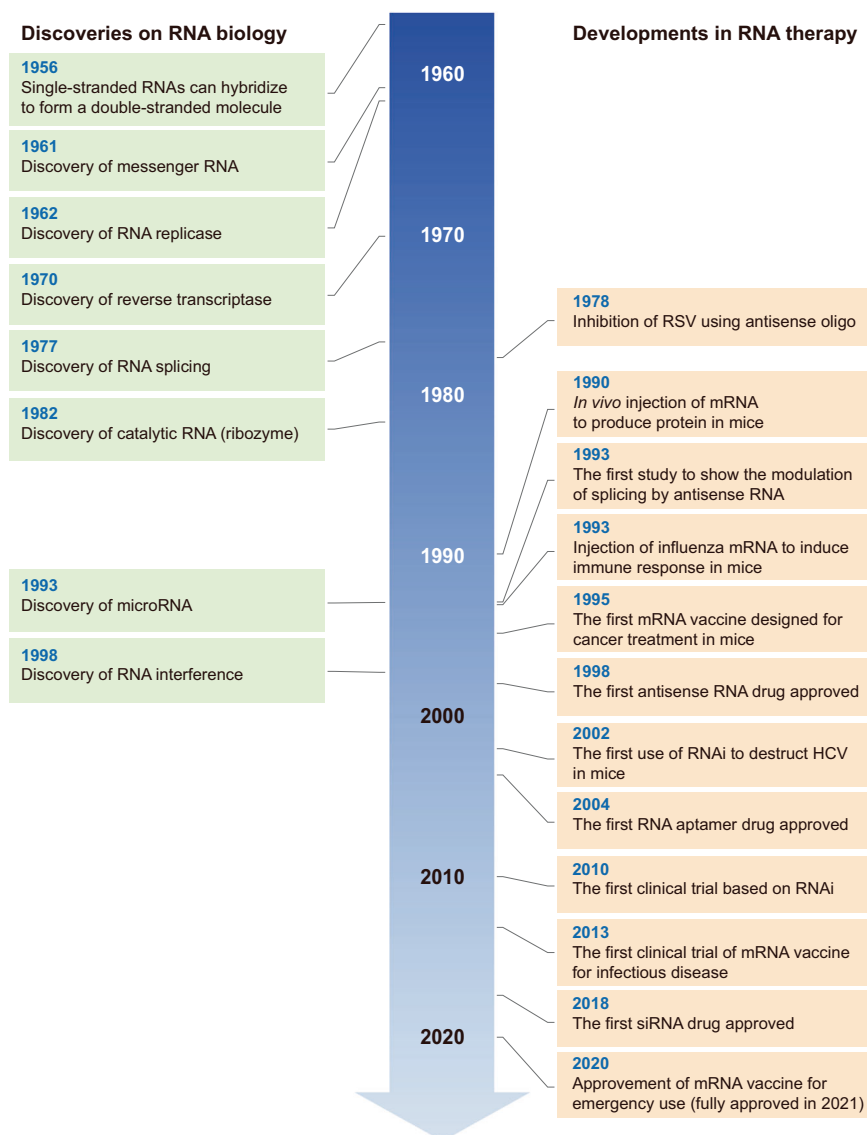 Discoveries on RNA biology
1956
Single-stranded RNAs can hybridize
to form a double-stranded molecule
1961
Discovery of messenger RNA
1962
Discovery of RNA replicase
1970
Discovery of reverse transcriptase
1977
Discovery of RNA splicing
1982
Discovery of catalytic RNA (ribozyme)
1993
Discovery of microRNA
1998
Discovery of RNA interference
1960
1970
1980
1990
2000
2010
2020
Developments in RNA therapy
1978
Inhibition of RSV using antisense oligo
1990
In vivo injection of mRNA
to produce protein in mice
1993
The first study to show the modulation
of splicing by antisense RNA
1993
Injection of influenza mRNA to induce
immune response in mice
1995
The first mRNA vaccine designed for
cancer treatment in mice
1998
The first antisense RNA drug approved
2002
The first use of RNAi to destruct HCV
in mice
2004
The first RNA aptamer drug approved
2010
The first clinical trial based on RNAi
2013
The first clinical trial of mRNA vaccine
for infectious disease
2018
The first siRNA drug approved
2020
Approvement of mRNA vaccine for
emergency use (fully approved in 2021)